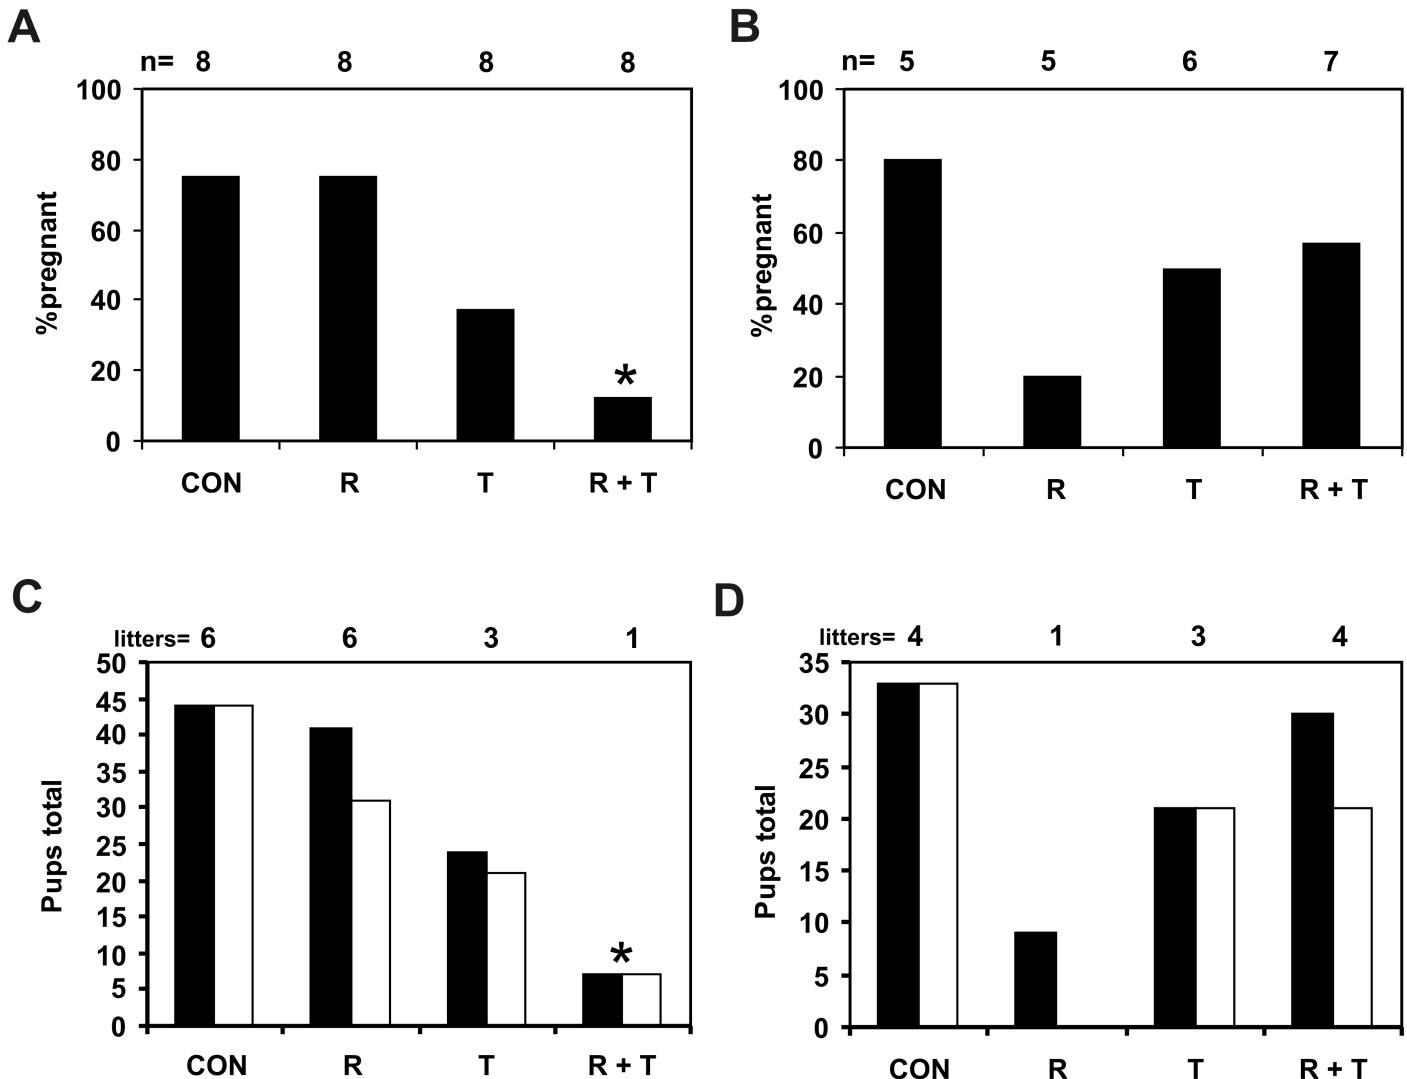 A
n= 8 8 8 8
100
80
60
40
20
0
%pregnant
*
CON R T R + T
B
n= 5 5 6 7
100
80
60
40
20
0
%pregnant
CON R T R + T
C
litters= 6 6 3 1
50
45
40
35
30
25
20
15
10
5
0
Pups total
*
CON R T R + T
D
litters= 4 1 3 4
35
30
25
20
15
10
5
0
Pups total
CON R T R + T